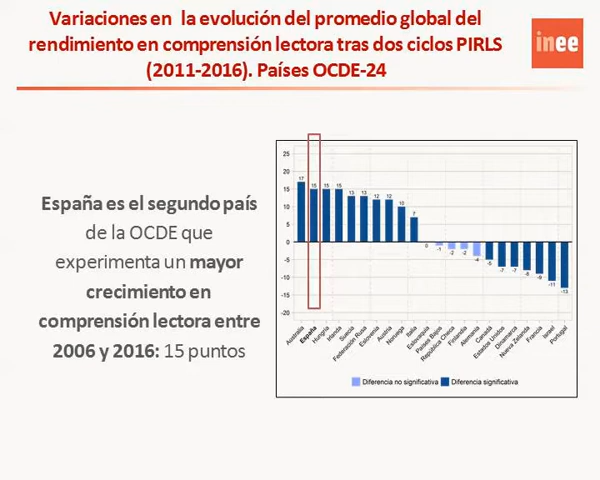 Variaciones en la evolución del promedio global del
rendimiento en comprensión lectora tras dos ciclos PIRLS
(2011-2016). Países OCDE-24
inee
España es el segundo país
de la OCDE que
experimenta un mayor
crecimiento en
comprensión lectora entre
2006 y 2016: 15 puntos
25
20
15
10
5
0
-5
-10
-15
-20
17
15
15
15
13
13
12
12
10
7
0
-1
-2
-2
-4
-5
-7
-7
-8
-9
-11
-13
Australia
España
Hungría
Irlanda
Suecia
Federación Rusa
Eslovenia
Austria
Noruega
Italia
Eslovaquia
Países Bajos
República Checa
Finlandia
Alemania
Canadá
Estados Unidos
Dinamarca
Nueva Zelanda
Francia
Israel
Portugal
Diferencia no significativa
Diferencia significativa